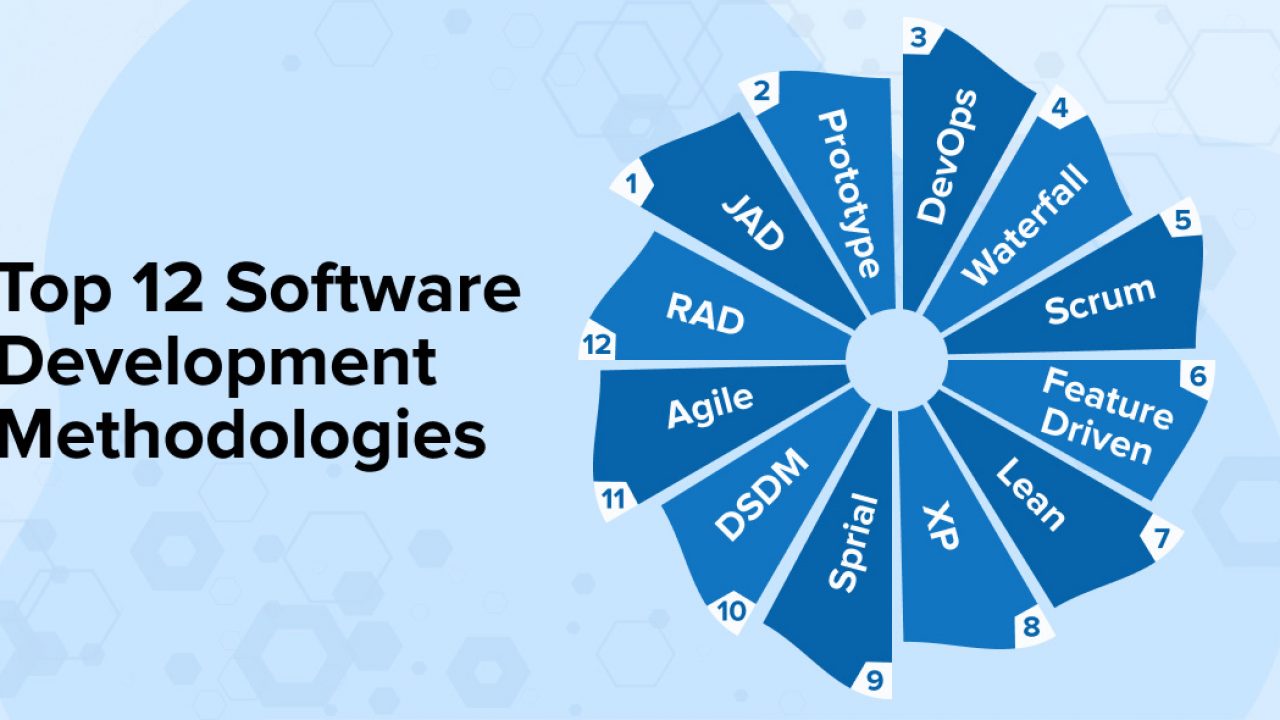 Top 12 Software
Development
Methodologies
1
JAD
2
Prototype
3
DevOps
4
Waterfall
5
Scrum
6
Feature
Driven
7
Lean
8
XP
9
Sprial
10
DSDM
11
Agile
12
RAD